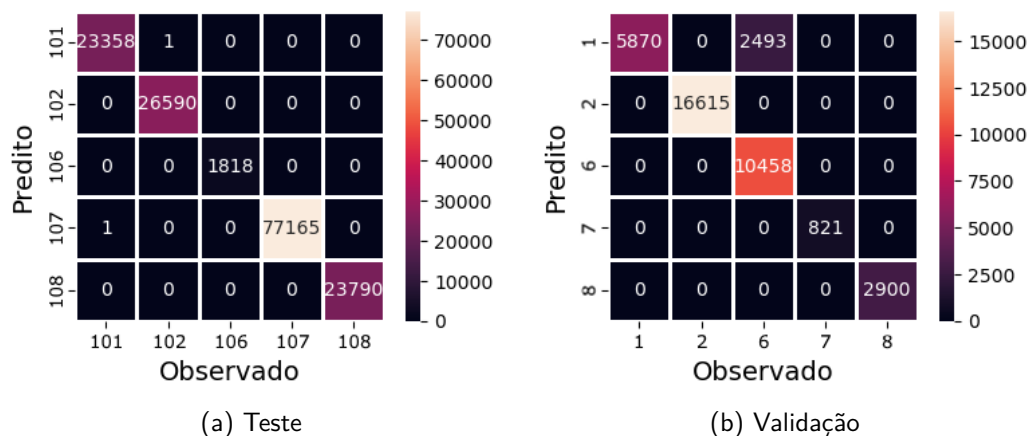 Predito
101 23358 1 0 0 0
102 0 26590 0 0 0
106 0 0 1818 0 0
107 1 0 0 77165 0
108 0 0 0 0 23790
101 102 106 107 108
Observado
70000
60000
50000
40000
30000
20000
10000
0
(a) Teste
Predito
1 5870 0 2493 0 0
2 0 16615 0 0 0
6 0 0 10458 0 0
7 0 0 0 821 0
8 0 0 0 0 2900
1 2 6 7 8
Observado
15000
12500
10000
7500
5000
2500
0
(b) Validação